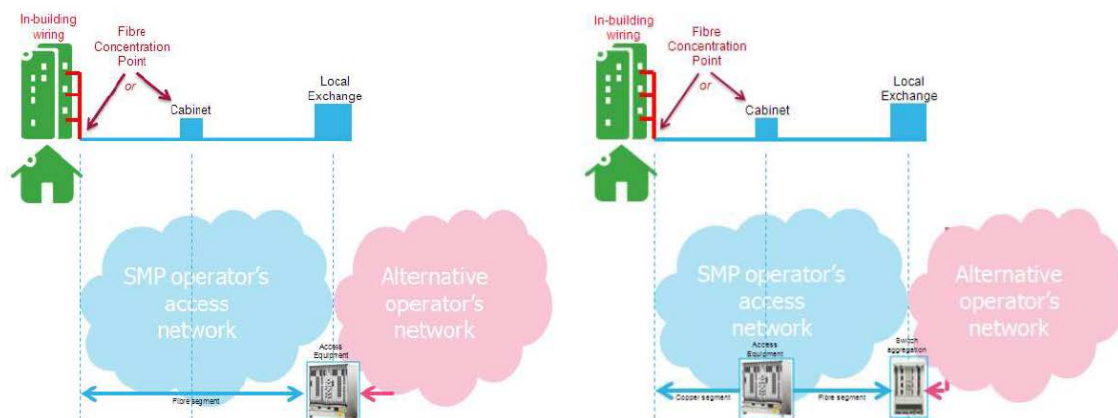 In-building
wiring
Fibre
Concentration
Point
or
Cabinet
Local
Exchange
SMP operator's
access
network
Alternative
operator's
network
Access
Equipment
Fibre segment
In-building
wiring
Fibre
Concentration
Point
or
Cabinet
Local
Exchange
SMP operator's
access
network
Alternative
operator's
network
Access
Equipment
Switch
aggregation
Copper segment
Fibre segment